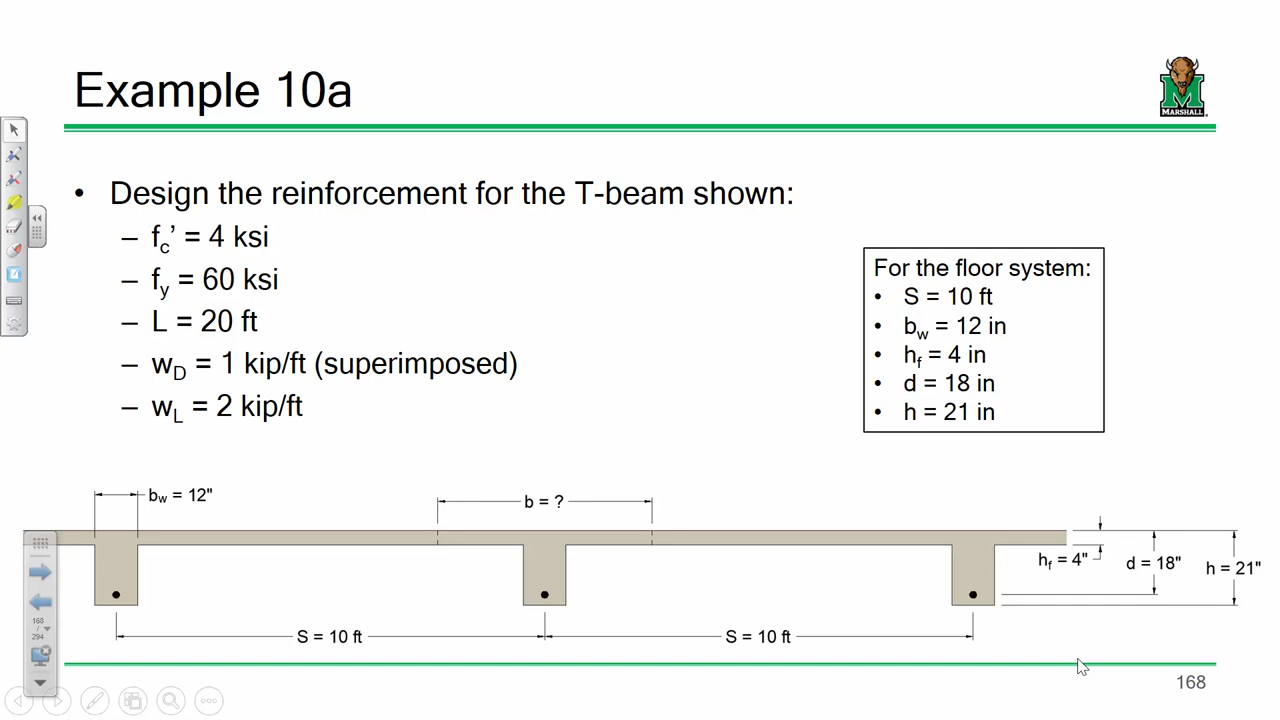 Example 10a
MARSHALL
• Design the reinforcement for the T-beam shown:
– fc’ = 4 ksi
– fy = 60 ksi
– L = 20 ft
– wD = 1 kip/ft (superimposed)
– wL = 2 kip/ft
For the floor system:
• S = 10 ft
• bw = 12 in
• hf = 4 in
• d = 18 in
• h = 21 in
bw = 12"
b = ?
hf = 4"
d = 18"
h = 21"
S = 10 ft
S = 10 ft
168
/
294
168